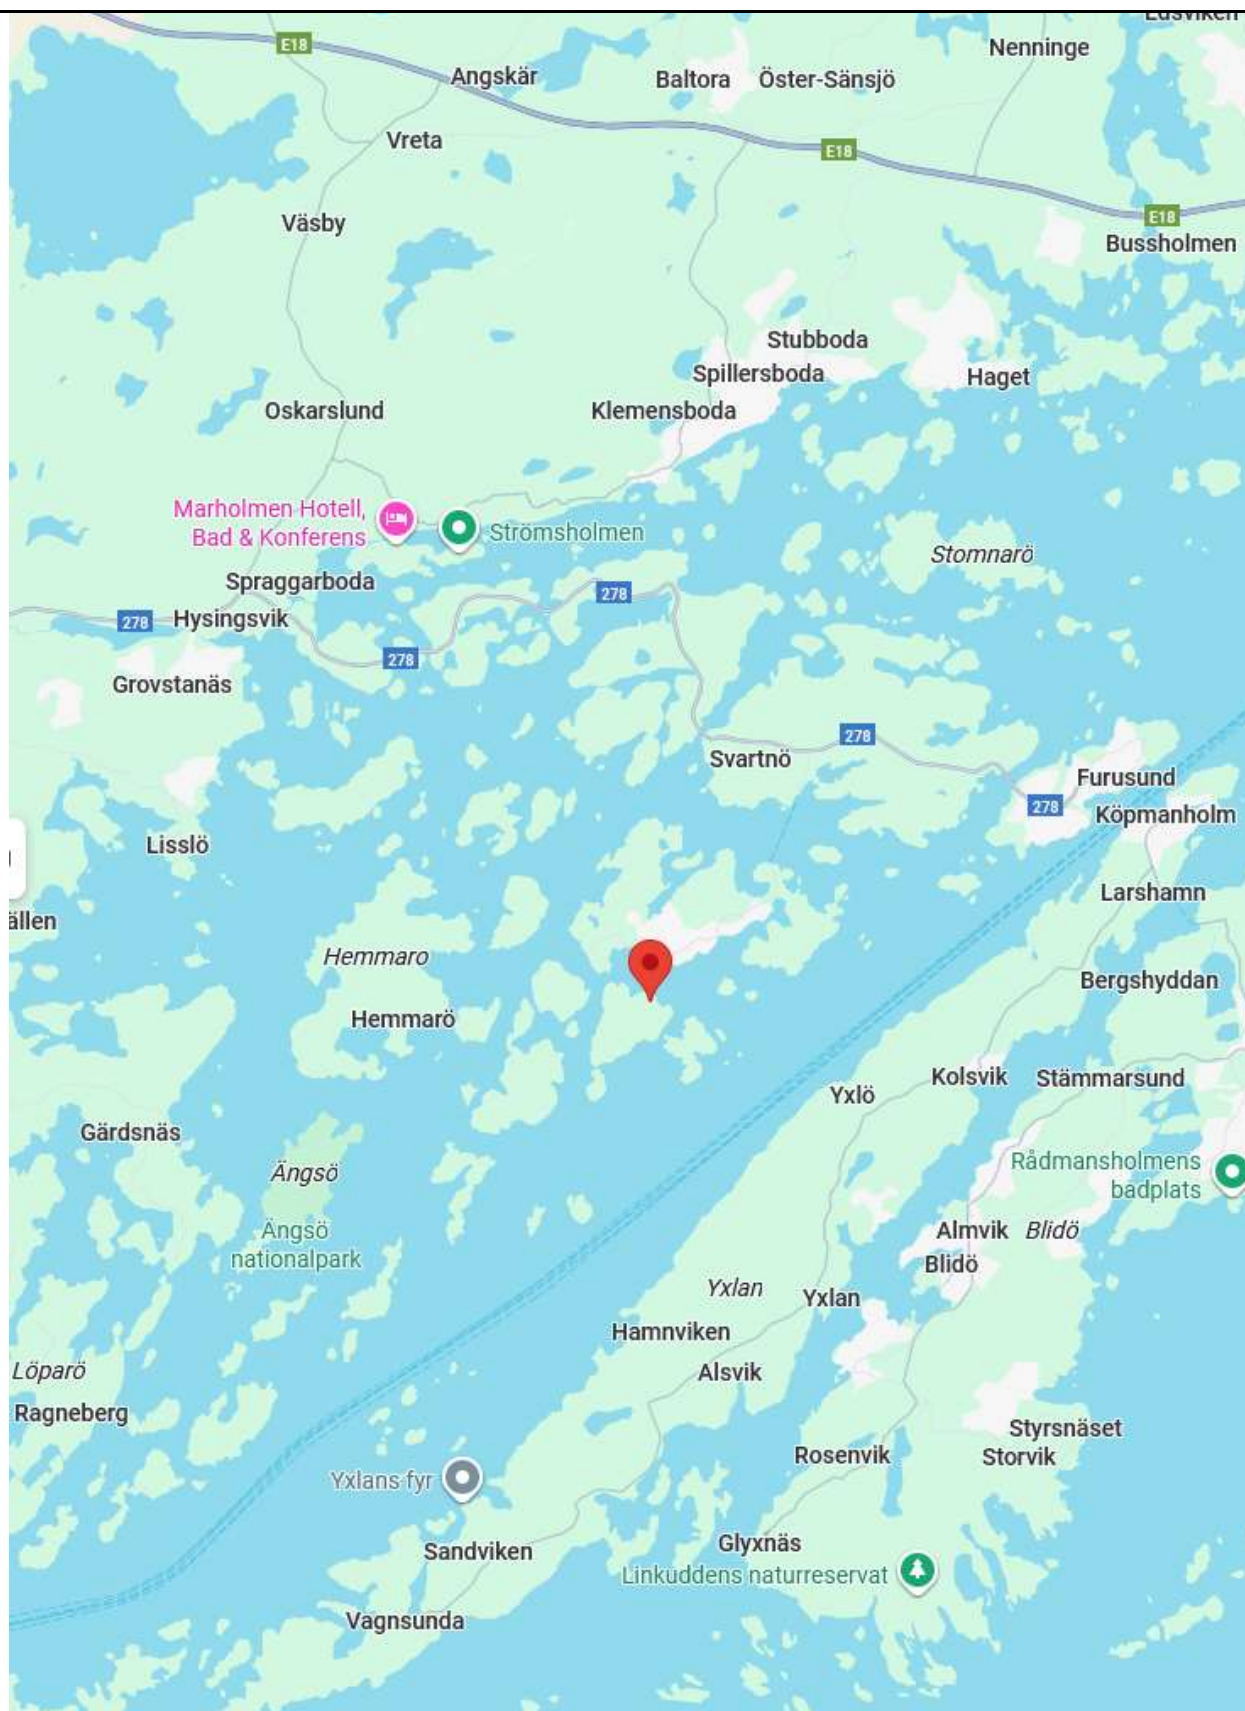 E18
Nenninge
Angskär
Baltora
Öster-Sänsjö
Vreta
E18
Väsby
E18
Bussholmen
Stubboda
Spillersboda
Haget
Oskarslund
Klemensboda
Marholmen Hotell,
Bad & Konferens
Strömsholmen
Stomnarö
Spraggarboda
278
278
Hysingsvik
278
Grovstanäs
278
Svartnö
Furusund
278
Köpmanholm
Lisslö
Larshamn
ällen
Hemmaro
Bergshyddan
Hemmarö
Kolsvik
Stämmarsund
Yxlö
Gärdsnäs
Rådmansholmens
badplats
Ängsö
Ängsö
nationalpark
Almvik
Blidö
Blidö
Yxlan
Yxlan
Hamnviken
Löparö
Alsvik
Ragneberg
Styrsnäset
Rosenvik
Storvik
Yxlans fyr
Glyxnäs
Sandviken
Linkuddens naturreservat
Vagnsunda